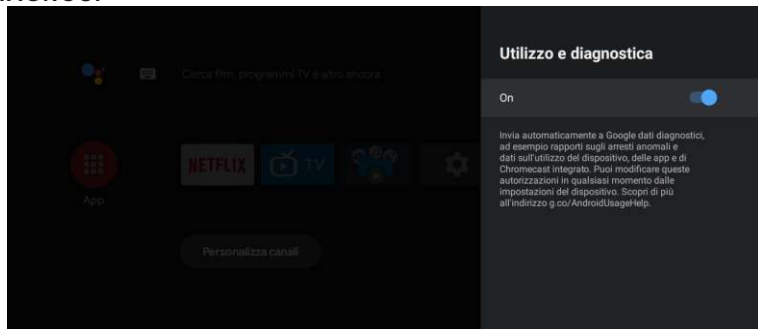 Utilizzo e diagnostica
On
Invia automaticamente a Google dati diagnostici,
ad esempio rapporti sugli arresti anomali e
dati sull'utilizzo del dispositivo, delle app e di
Chromecast integrato. Puoi modificare queste
autorizzazioni in qualsiasi momento dalle
impostazioni del dispositivo. Scopri di più
all'indirizzo g.co/AndroidUsageHelp.
Cerca film, programmi TV e altro ancora
NETFLIX
TV
App
Personalizza canali